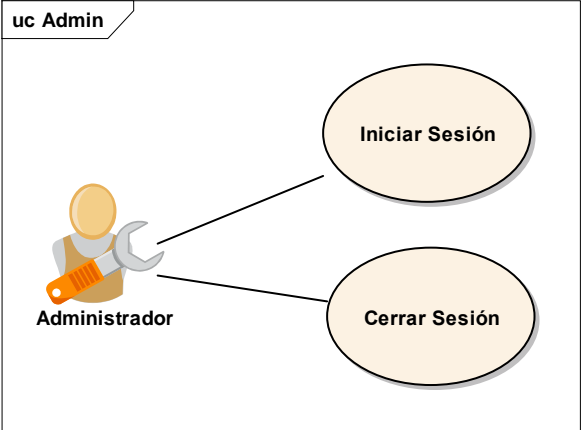 uc Admin
Iniciar Sesión
Administrador
Cerrar Sesión